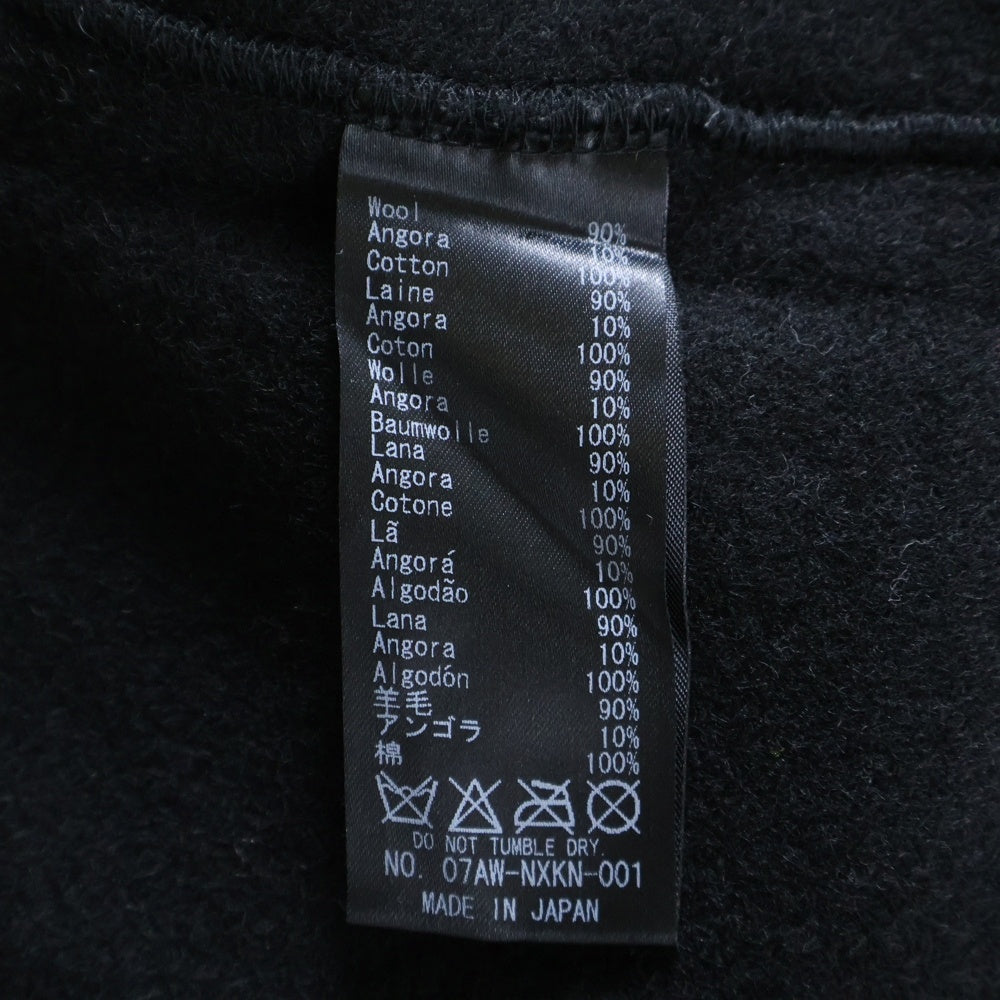 Wool 90%
Angora 10%
Cotton 100%
Laine 90%
Angora 10%
Coton 100%
Wolle 90%
Angora 10%
Baumwolle 100%
Lana 90%
Angora 10%
Cotone 100%
Lã 90%
Angorá 10%
Algodão 100%
Lana 90%
Angora 10%
Algodón 100%
羊毛 90%
アンゴラ 10%
棉 100%
DO NOT TUMBLE DRY.
NO. 07AW-NXKN-001
MADE IN JAPAN